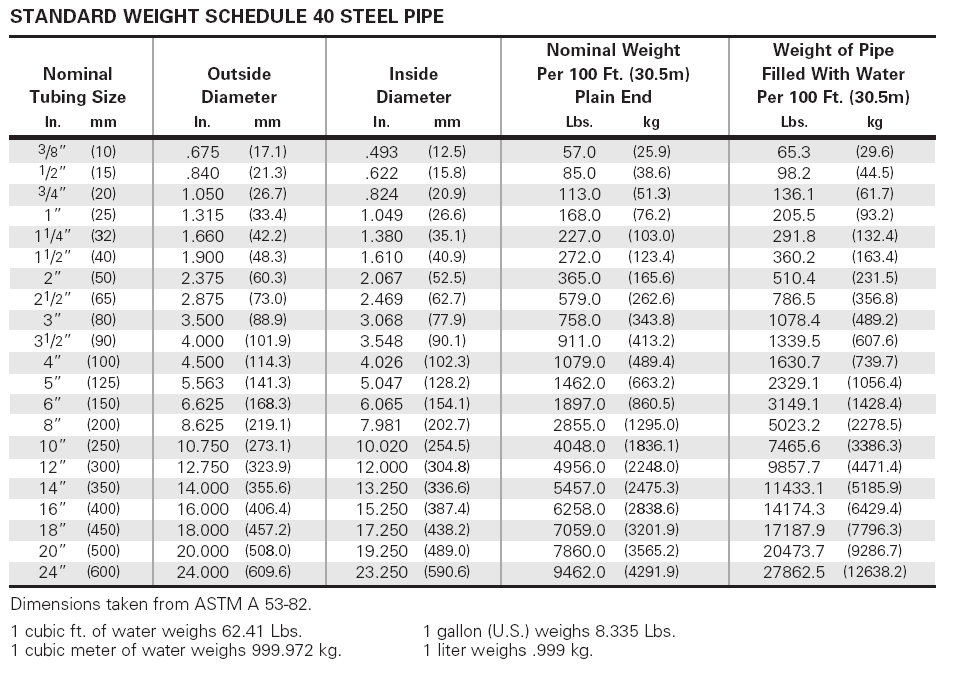 STANDARD WEIGHT SCHEDULE 40 STEEL PIPE
Nominal Weight Weight of Pipe
Nominal Outside Inside Per 100 Ft. (30.5m) Filled With Water
Tubing Size Diameter Diameter Plain End Per 100 Ft. (30.5m)
In. mm In. mm In. mm Lbs. kg Lbs. kg
3/8" (10) .675 (17.1) .493 (12.5) 57.0 (25.9) 65.3 (29.6)
1/2" (15) .840 (21.3) .622 (15.8) 85.0 (38.6) 98.2 (44.5)
3/4" (20) 1.050 (26.7) .824 (20.9) 113.0 (51.3) 136.1 (61.7)
1" (25) 1.315 (33.4) 1.049 (26.6) 168.0 (76.2) 205.5 (93.2)
11/4" (32) 1.660 (42.2) 1.380 (35.1) 227.0 (103.0) 291.8 (132.4)
11/2" (40) 1.900 (48.3) 1.610 (40.9) 272.0 (123.4) 360.2 (163.4)
2" (50) 2.375 (60.3) 2.067 (52.5) 365.0 (165.6) 510.4 (231.5)
21/2" (65) 2.875 (73.0) 2.469 (62.7) 579.0 (262.6) 786.5 (356.8)
3" (80) 3.500 (88.9) 3.068 (77.9) 758.0 (343.8) 1078.4 (489.2)
31/2" (90) 4.000 (101.9) 3.548 (90.1) 911.0 (413.2) 1339.5 (607.6)
4" (100) 4.500 (114.3) 4.026 (102.3) 1079.0 (489.4) 1630.7 (739.7)
5" (125) 5.563 (141.3) 5.047 (128.2) 1462.0 (663.2) 2329.1 (1056.4)
6" (150) 6.625 (168.3) 6.065 (154.1) 1897.0 (860.5) 3149.1 (1428.4)
8" (200) 8.625 (219.1) 7.981 (202.7) 2855.0 (1295.0) 5023.2 (2278.5)
10" (250) 10.750 (273.1) 10.020 (254.5) 4048.0 (1836.1) 7465.6 (3386.3)
12" (300) 12.750 (323.9) 12.000 (304.8) 4956.0 (2248.0) 9857.7 (4471.4)
14" (350) 14.000 (355.6) 13.250 (336.6) 5457.0 (2475.3) 11433.1 (5185.9)
16" (400) 16.000 (406.4) 15.250 (387.4) 6258.0 (2838.6) 14174.3 (6429.4)
18" (450) 18.000 (457.2) 17.250 (438.2) 7059.0 (3201.9) 17187.9 (7796.3)
20" (500) 20.000 (508.0) 19.250 (489.0) 7860.0 (3565.2) 20473.7 (9286.7)
24" (600) 24.000 (609.6) 23.250 (590.6) 9462.0 (4291.9) 27862.5 (12638.2)
Dimensions taken from ASTM A 53-82.
1 cubic ft. of water weighs 62.41 Lbs. 1 gallon (U.S.) weighs 8.335 Lbs.
1 cubic meter of water weighs 999.972 kg. 1 liter weighs .999 kg.